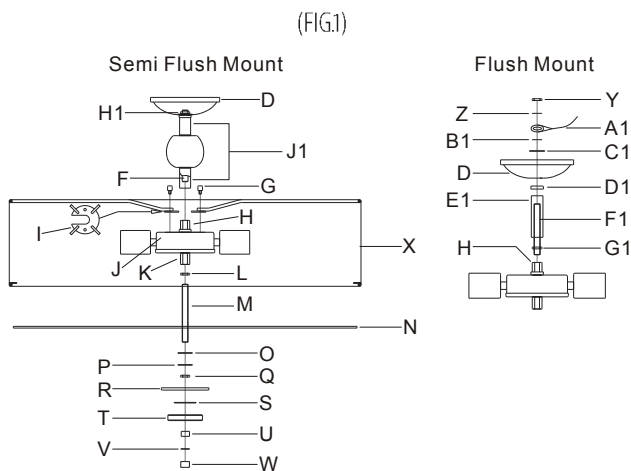 (FIG.1)
Semi Flush Mount
Flush Mount
H1
D
J1
F
G
I
H
J
K
L
X
M
N
O
P
Q
R
S
T
U
V
W
Y
Z
A1
B1
C1
D
D1
E1
F1
H
G1